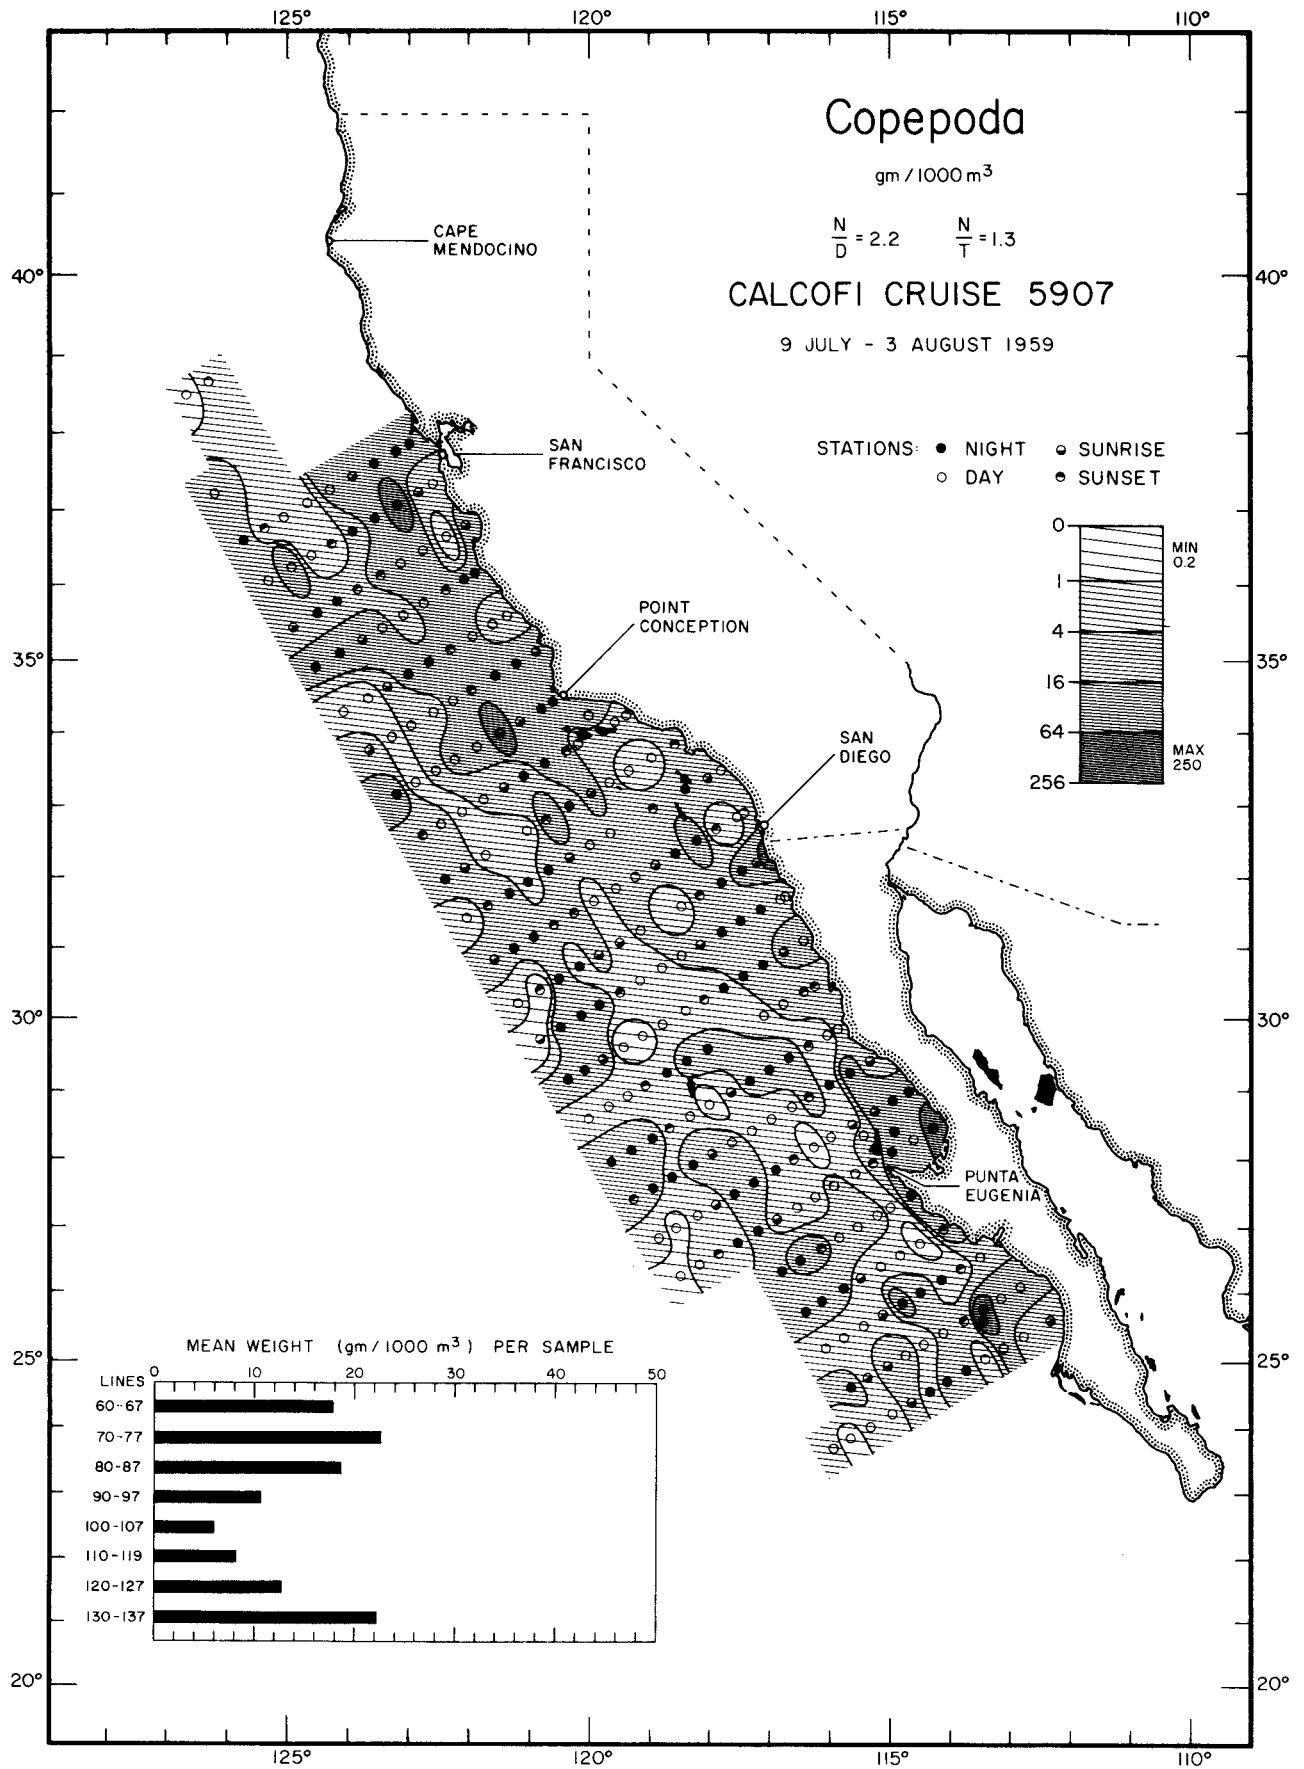 125° 120° 115° 110°
Copepoda
gm / 1000 m³
N/D = 2.2 N/T = 1.3
CALCOFI CRUISE 5907
9 JULY - 3 AUGUST 1959
CAPE
MENDOCINO
40° 40°
STATIONS: ● NIGHT SUNRISE
○ DAY SUNSET
SAN
FRANCISCO
0
MIN
0.2
1
4
16
64
MAX
250
256
POINT
CONCEPTION
35° 35°
SAN
DIEGO
30° 30°
PUNTA
EUGENIA
25° 25°
MEAN WEIGHT (gm/1000 m³) PER SAMPLE
LINES 0 10 20 30 40 50
60-67
70-77
80-87
90-97
100-107
110-119
120-127
130-137
20° 20°
125° 120° 115° 110°